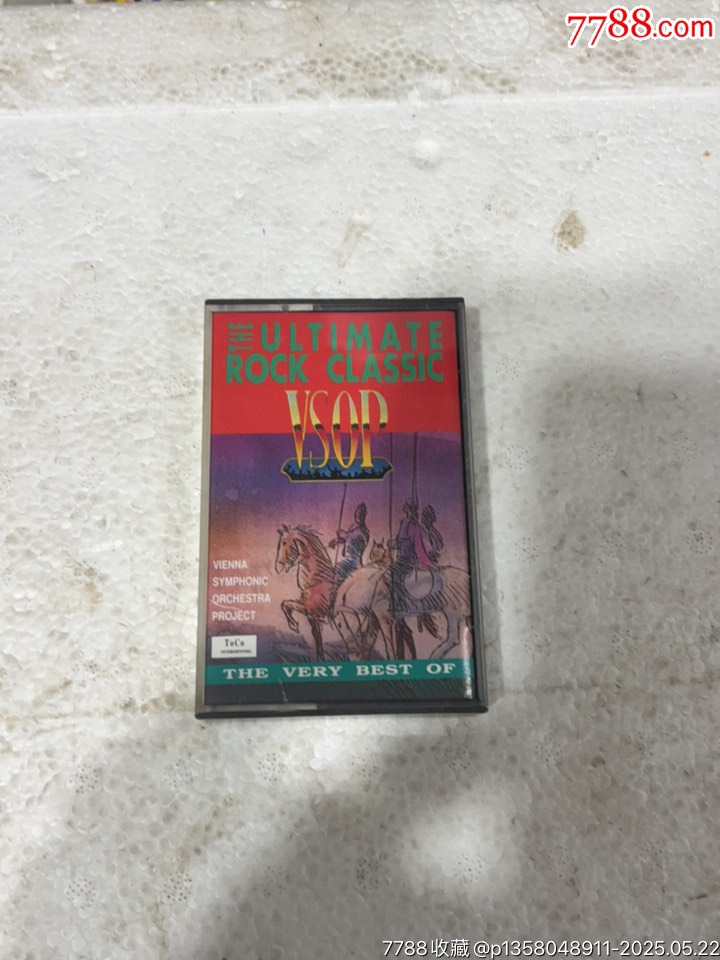 7788.com
THE ULTIMATE
ROCK CLASSIC
VSOP
VIENNA
SYMPHONIC
ORCHESTRA
PROJECT
ToCo
INTERNATIONAL
THE VERY BEST OF
7788收藏@p1358048911-2025.05.22